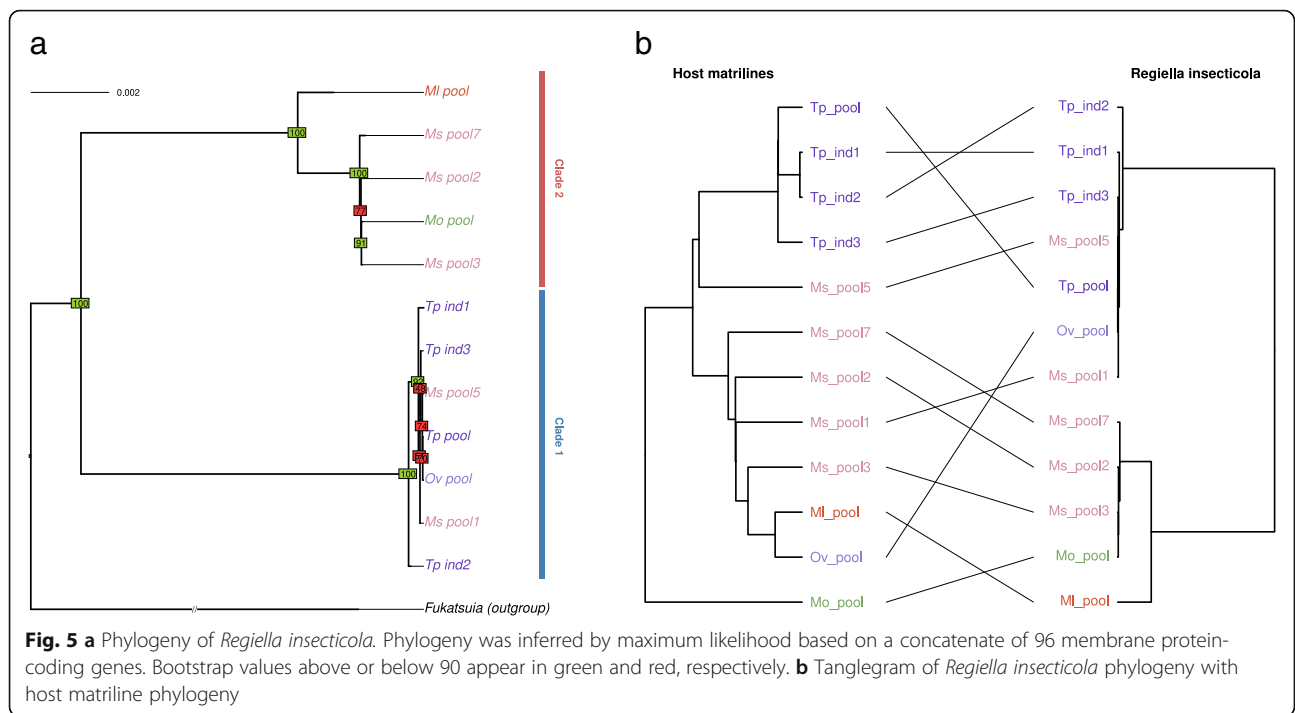 a
0.002
Ml pool
100
Ms pool7
100
Ms pool2
77
Mo pool
91
Ms pool3
Clade 2
100
Tp ind1
Tp ind3
92
48
Ms pool5
74
Tp pool
Ov pool
100
Ms pool1
Tp ind2
Clade 1
Fukatsuia (outgroup)
b
Host matrilines
Regiella insecticola
Tp_pool
Tp_ind2
Tp_ind1
Tp_ind1
Tp_ind2
Tp_ind3
Tp_ind3
Ms_pool5
Ms_pool5
Tp_pool
Ms_pool7
Ov_pool
Ms_pool2
Ms_pool1
Ms_pool1
Ms_pool7
Ms_pool3
Ms_pool2
Ml_pool
Ms_pool3
Ov_pool
Mo_pool
Mo_pool
Ml_pool
Fig. 5 a Phylogeny of Regiella insecticola. Phylogeny was inferred by maximum likelihood based on a concatenate of 96 membrane protein-
coding genes. Bootstrap values above or below 90 appear in green and red, respectively. b Tanglegram of Regiella insecticola phylogeny with
host matriline phylogeny